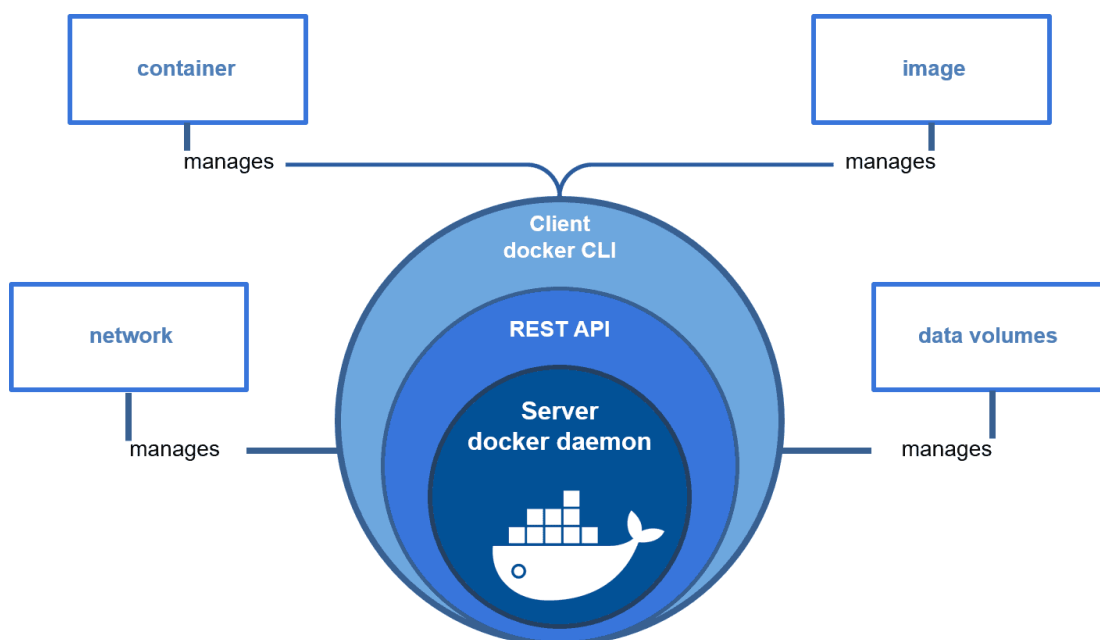 container
image
manages
manages
Client
docker CLI
network
REST API
data volumes
Server
docker daemon
manages
manages